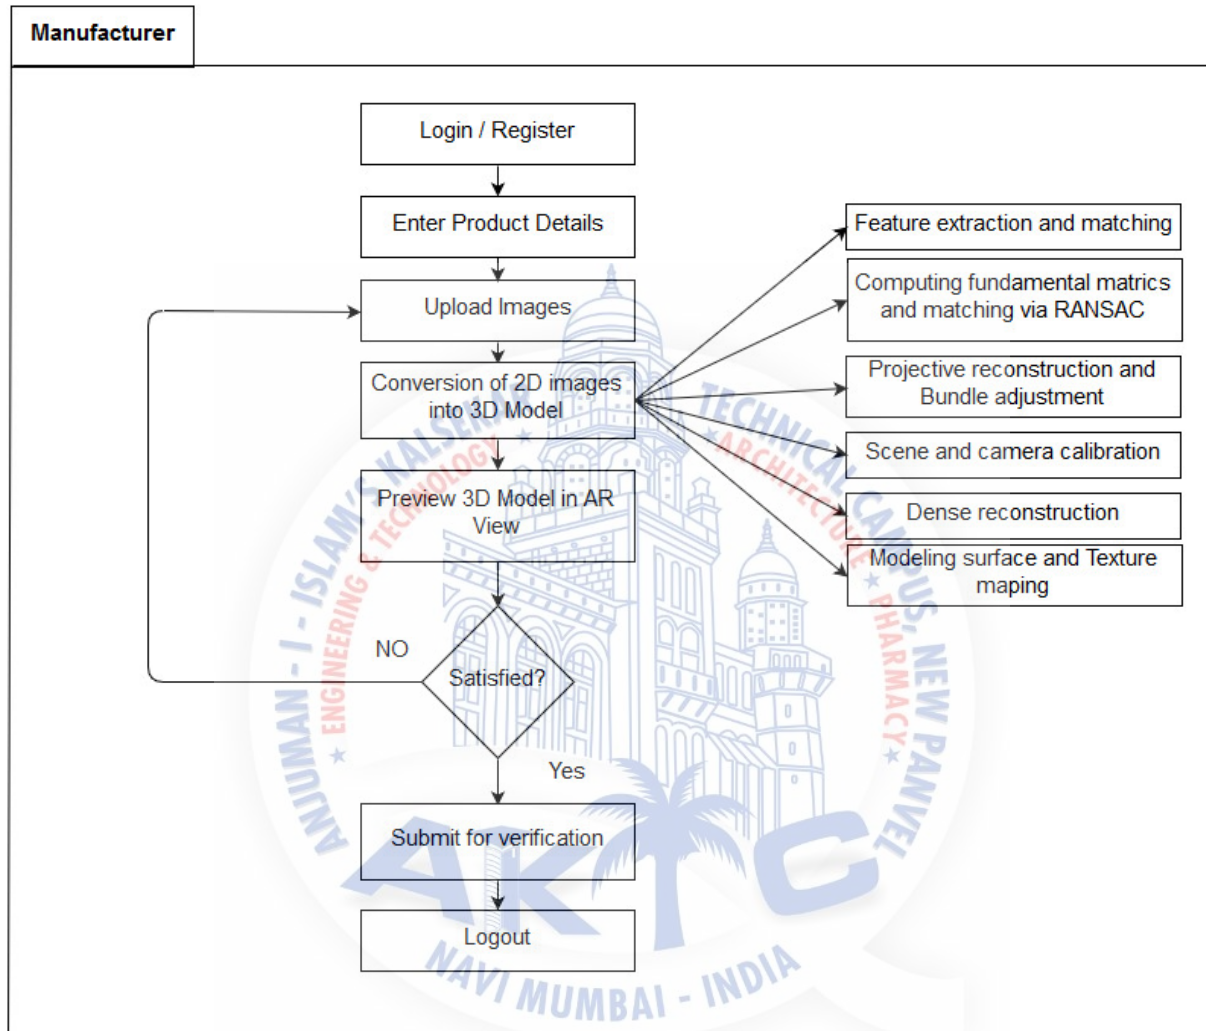 Manufacturer
Login / Register
Enter Product Details
Upload Images
Conversion of 2D images
into 3D Model
Preview 3D Model in AR
View
Satisfied?
NO
Yes
Submit for verification
Logout
Feature extraction and matching
Computing fundamental matrics
and matching via RANSAC
Projective reconstruction and
Bundle adjustment
Scene and camera calibration
Dense reconstruction
Modeling surface and Texture
maping
ANJUMAN - I - ISLAM'S KALSEKAR TECHNICAL CAMPUS, NEW PANVEL
ENGINEERING & TECHNOLOGY ★ ARCHITECTURE ★ PHARMACY
AKTC
NAVI MUMBAI - INDIA